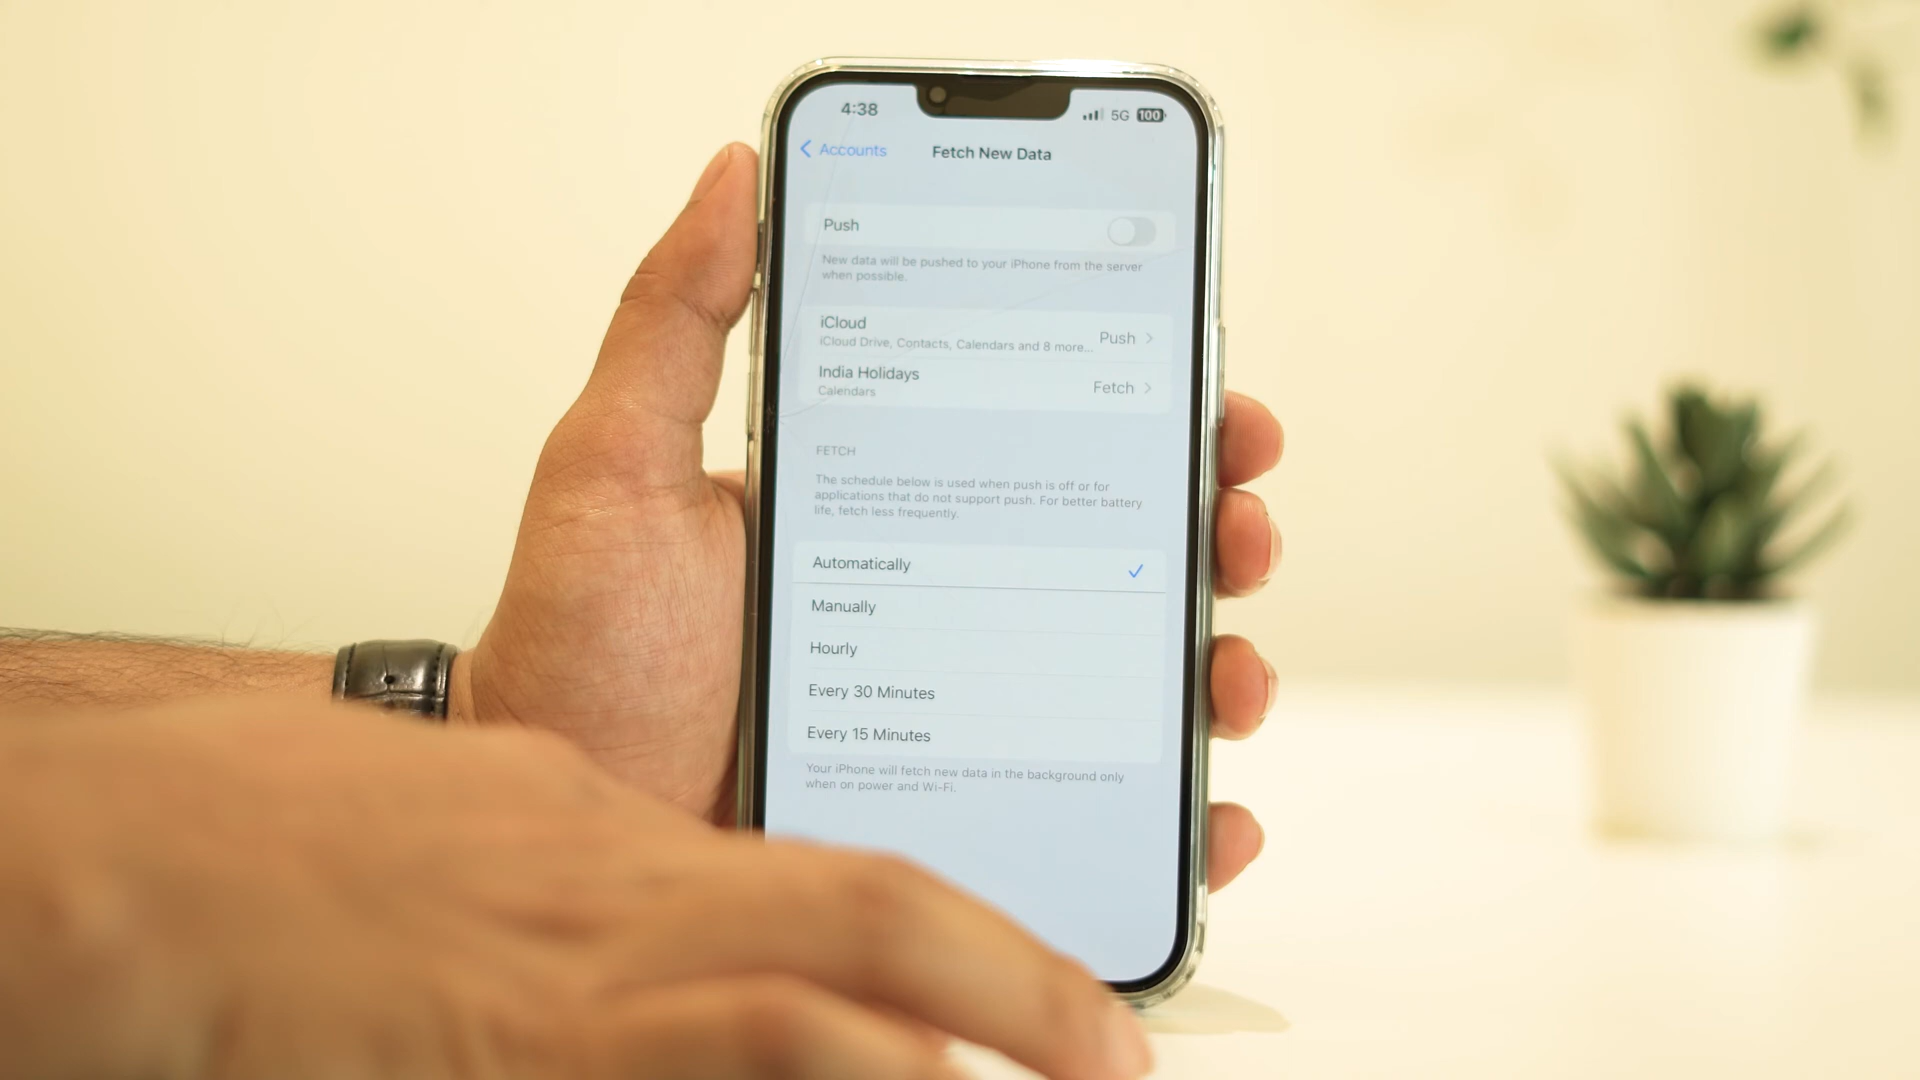 4:38
5G 100
Accounts
Fetch New Data
Push
New data will be pushed to your iPhone from the server
when possible.
iCloud
iCloud Drive, Contacts, Calendars and 8 more...
Push
India Holidays
Calendars
Fetch
FETCH
The schedule below is used when push is off or for
applications that do not support push. For better battery
life, fetch less frequently.
Automatically
Manually
Hourly
Every 30 Minutes
Every 15 Minutes
Your iPhone will fetch new data in the background only
when on power and Wi-Fi.